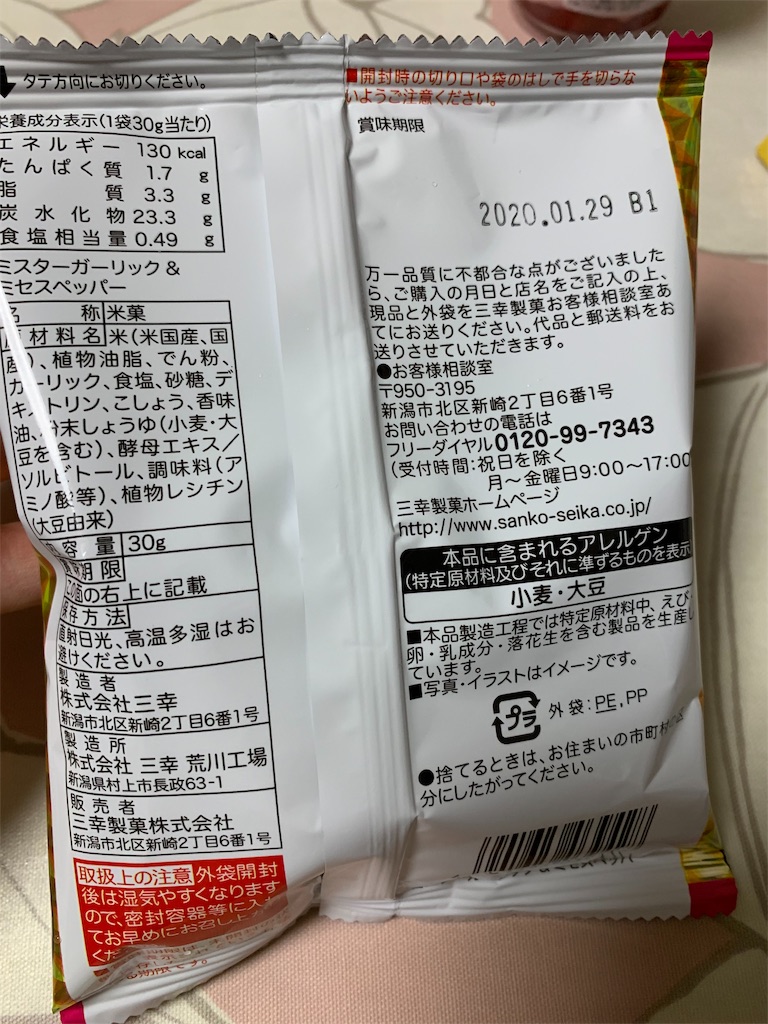 タテ方向にお切りください。
栄養成分表示(1袋30g当たり)
エネルギー 130 kcal
たんぱく質 1.7 g
脂質 3.3 g
炭水化物 23.3 g
食塩相当量 0.49 g
ミスターガーリック&
ミセスペッパー
名称 米菓
原材料名 米(米国産、国
産)、植物油脂、でん粉、
ガーリック、食塩、砂糖、デ
キストリン、こしょう、香味
油、粉末しょうゆ(小麦・大
豆を含む)、酵母エキス/
ソルビトール、調味料(ア
ミノ酸等)、植物レシチン
(大豆由来)
容量 30g
期限
の右上に記載
保存方法
直射日光、高温多湿はお
避けください。
製造者
株式会社三幸
新潟市北区新崎2丁目6番1号
製造所
株式会社 三幸 荒川工場
新潟県村上市長政63-1
販売者
三幸製菓株式会社
新潟市北区新崎2丁目6番1号
取扱上の注意 外袋開封
後は湿気やすくなります
ので、密封容器等に入れ
てお早めにお召し上
くだ
■開封時の切り口や袋のはしで手を切らな
いようご注意ください。
賞味期限
2020.01.29 B1
万一品質に不都合な点がございました
ら、ご購入の月日と店名をご記入の上、
現品と外袋を三幸製菓お客様相談室あ
てにお送りください。代品と郵送料をお
送りさせていただきます。
●お客様相談室
〒950-3195
新潟市北区新崎2丁目6番1号
お問い合わせの電話は
フリーダイヤル0120-99-7343
(受付時間:祝日を除く
月〜金曜日9:00〜17:00
三幸製菓ホームページ
http://www.sanko-seika.co.jp/
本品に含まれるアレルゲン
(特定原材料及びそれに準ずるものを表示
小麦・大豆
■本品製造工程では特定原材料中、えび・
卵・乳成分・落花生を含む製品を生産し
ています。
■写真・イラストはイメージです。
プラ 外袋:PE,PP
●捨てるときは、お住まいの市町村の区
分にしたがってください。